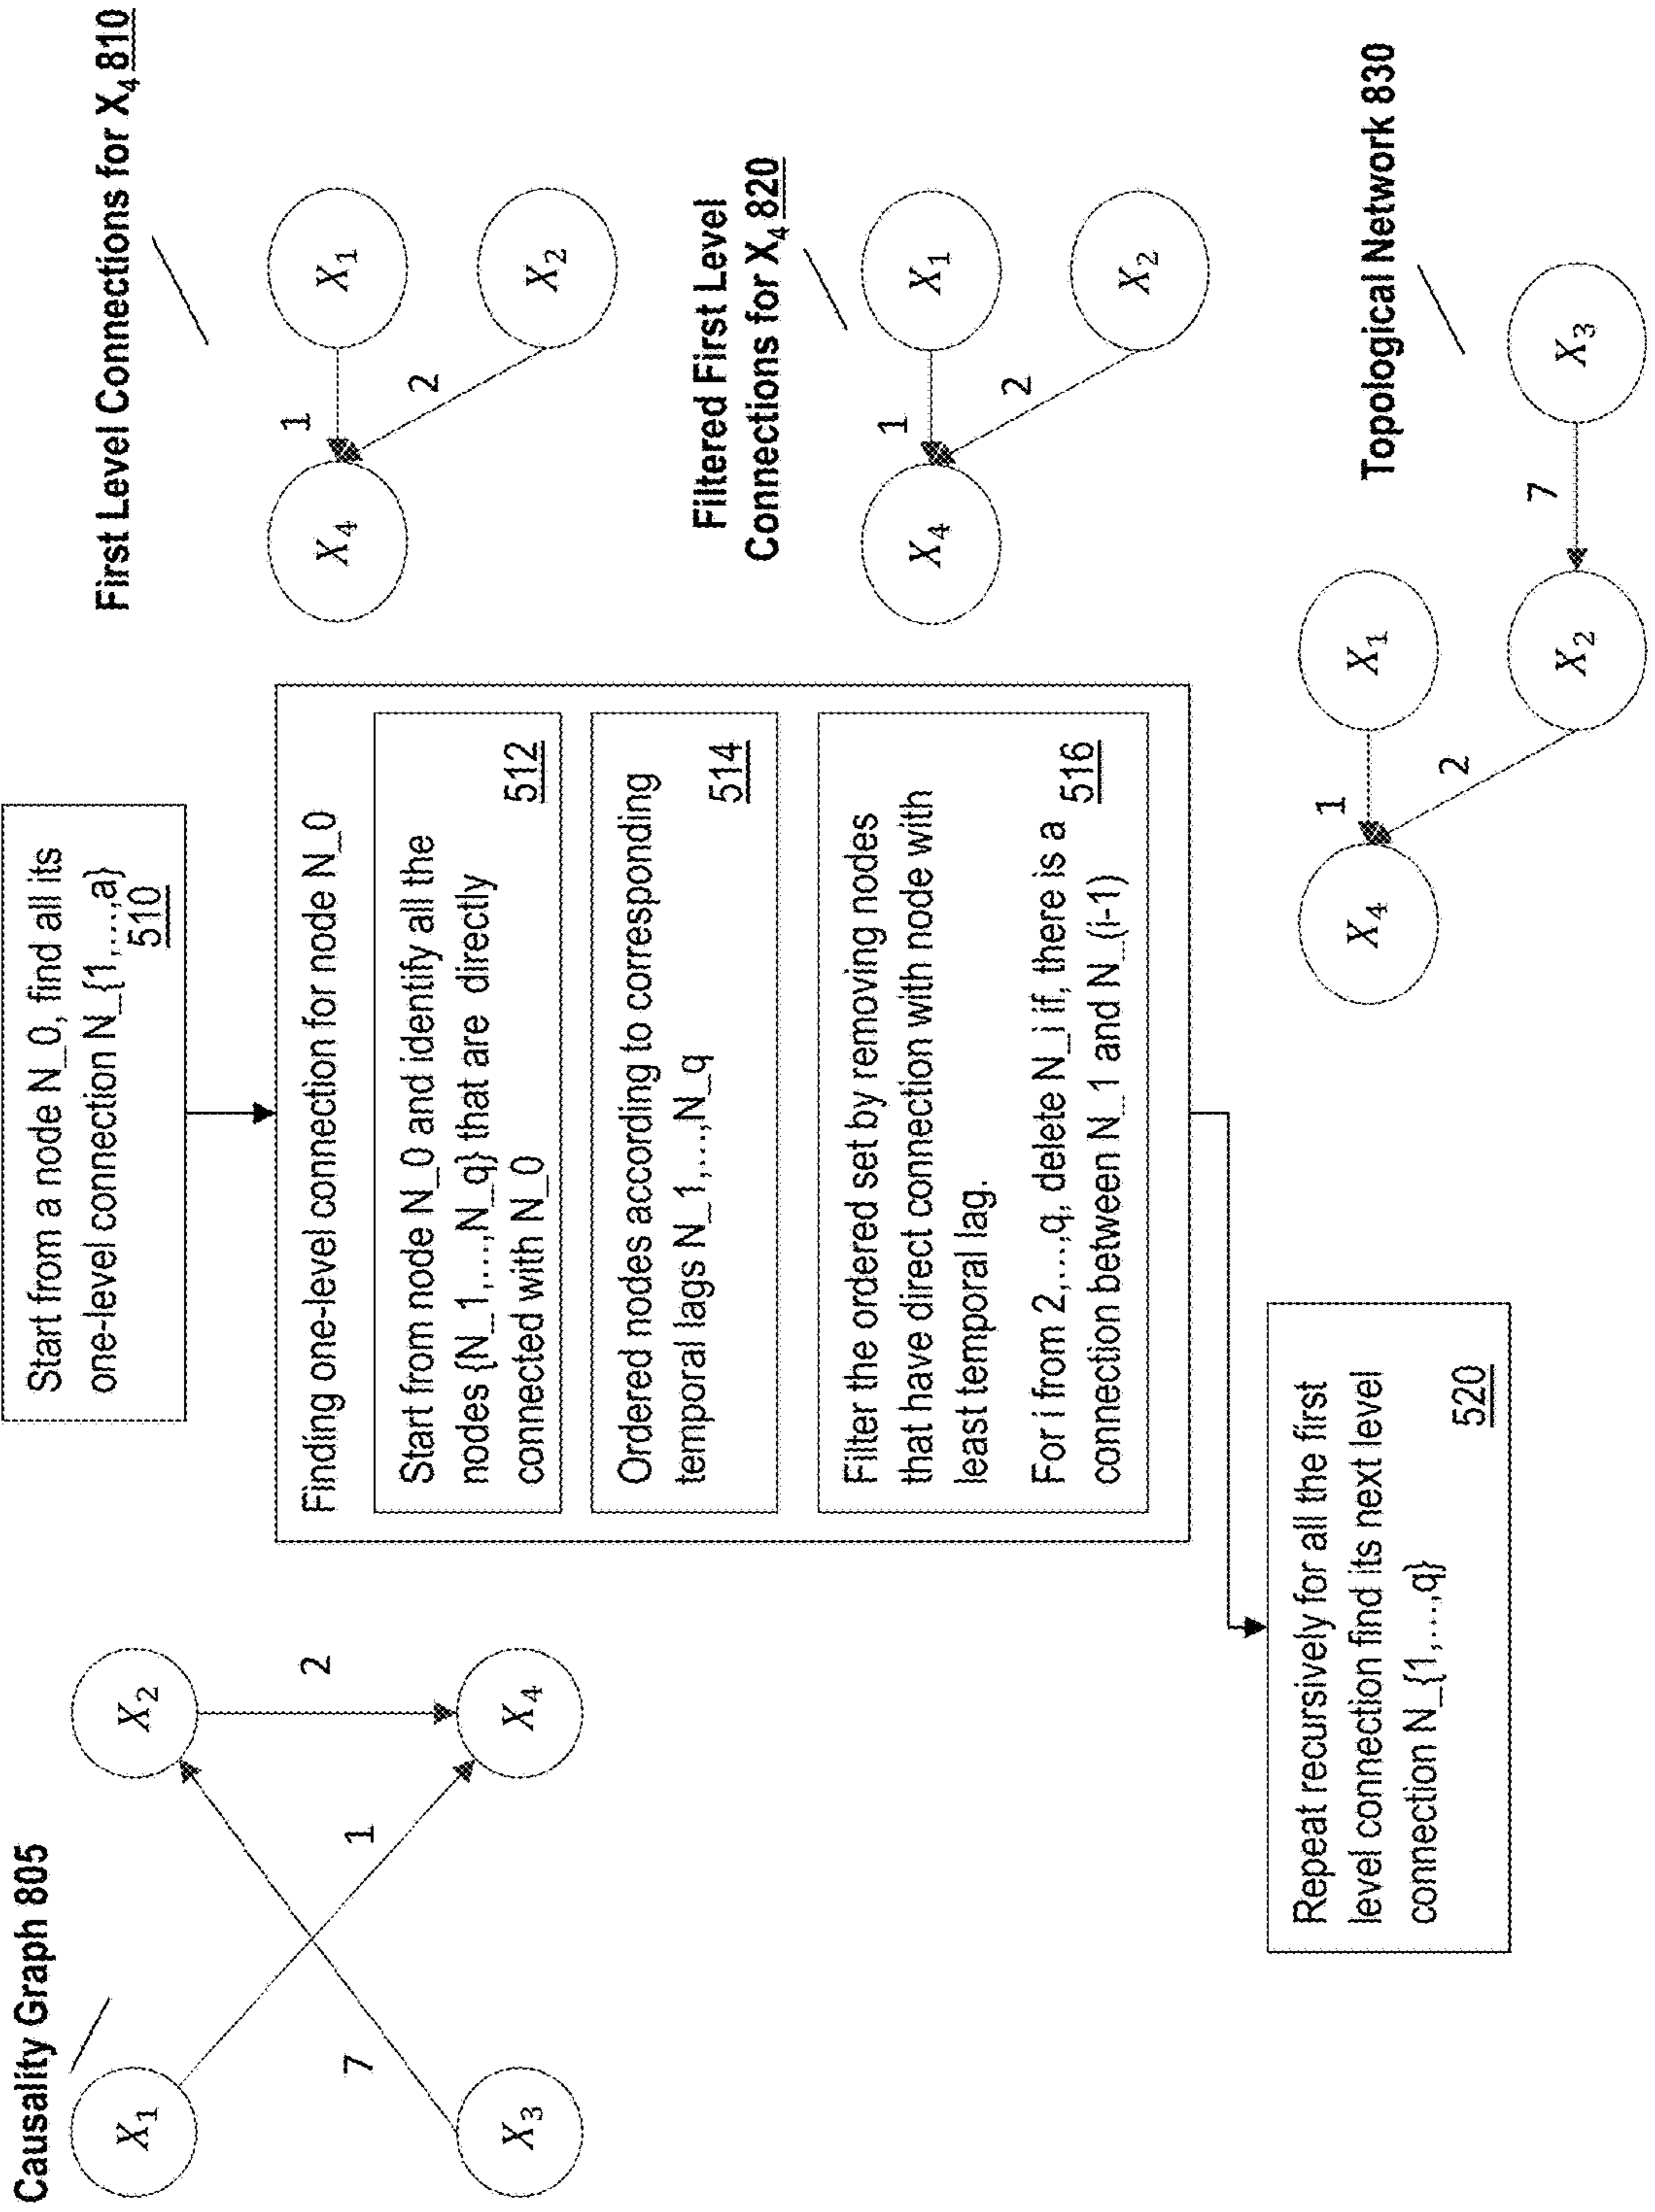 Causality Graph 805
X1
X2
X3
X4
7
1
2
Start from a node N_0, find all its
one-level connection N_{1,...,a}
510
Finding one-level connection for node N_0
Start from node N_0 and identify all the
nodes {N_1,...,N_q} that are directly
connected with N_0
512
Ordered nodes according to corresponding
temporal lags N_1,...,N_q
514
Filter the ordered set by removing nodes
that have direct connection with node with
least temporal lag.
For i from 2,...,q, delete N_i if, there is a
connection between N_1 and N_(i-1)
516
Repeat recursively for all the first
level connection find its next level
connection N_{1,...,q}
520
First Level Connections for X4 810
X4
1
X1
2
X2
Filtered First Level
Connections for X4 820
X4
1
X1
2
X2
Topological Network 830
X4
1
X1
2
X2
7
X3